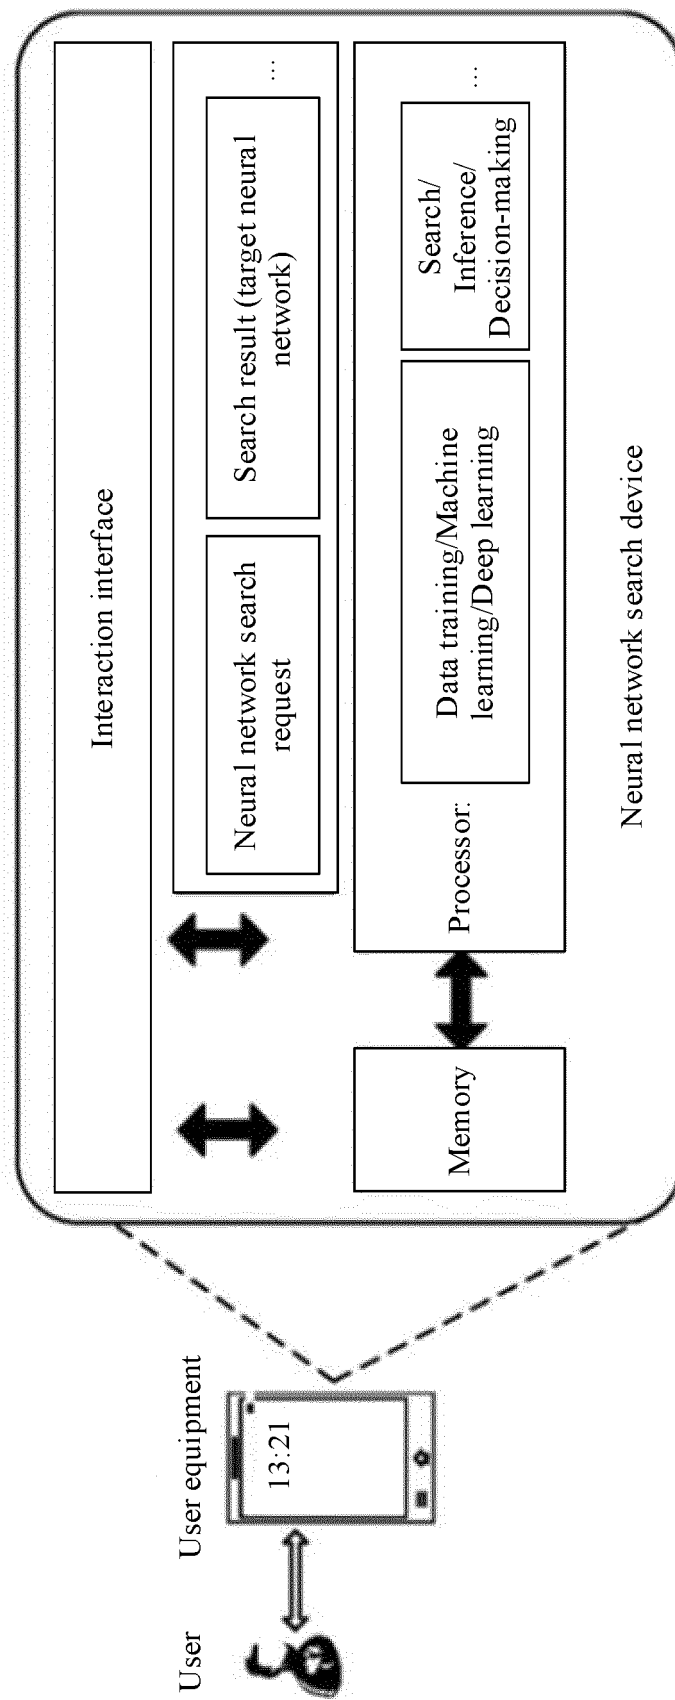 User
User equipment
13:21
Interaction interface
Neural network search
request
Search result (target neural
network)
...
Memory
Processor:
Data training/Machine
learning/Deep learning
Search/
Inference/
Decision-making
...
Neural network search device